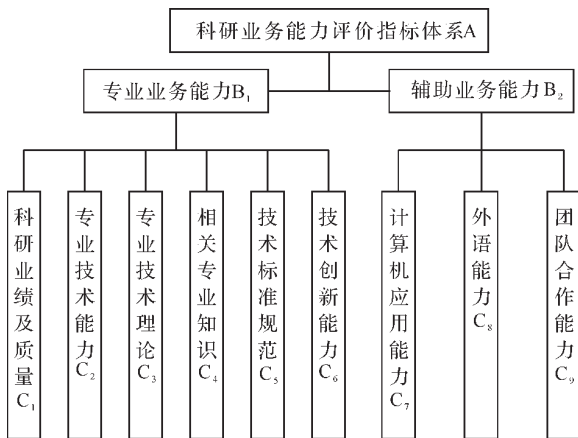 科研业务能力评价指标体系A
专业业务能力B₁
辅助业务能力B₂
科研业绩及质量C₁
专业技术能力C₂
专业技术理论C₃
相关专业知识C₄
技术标准规范C₅
技术创新能力C₆
计算机应用能力C₇
外语能力C₈
团队合作能力C₉